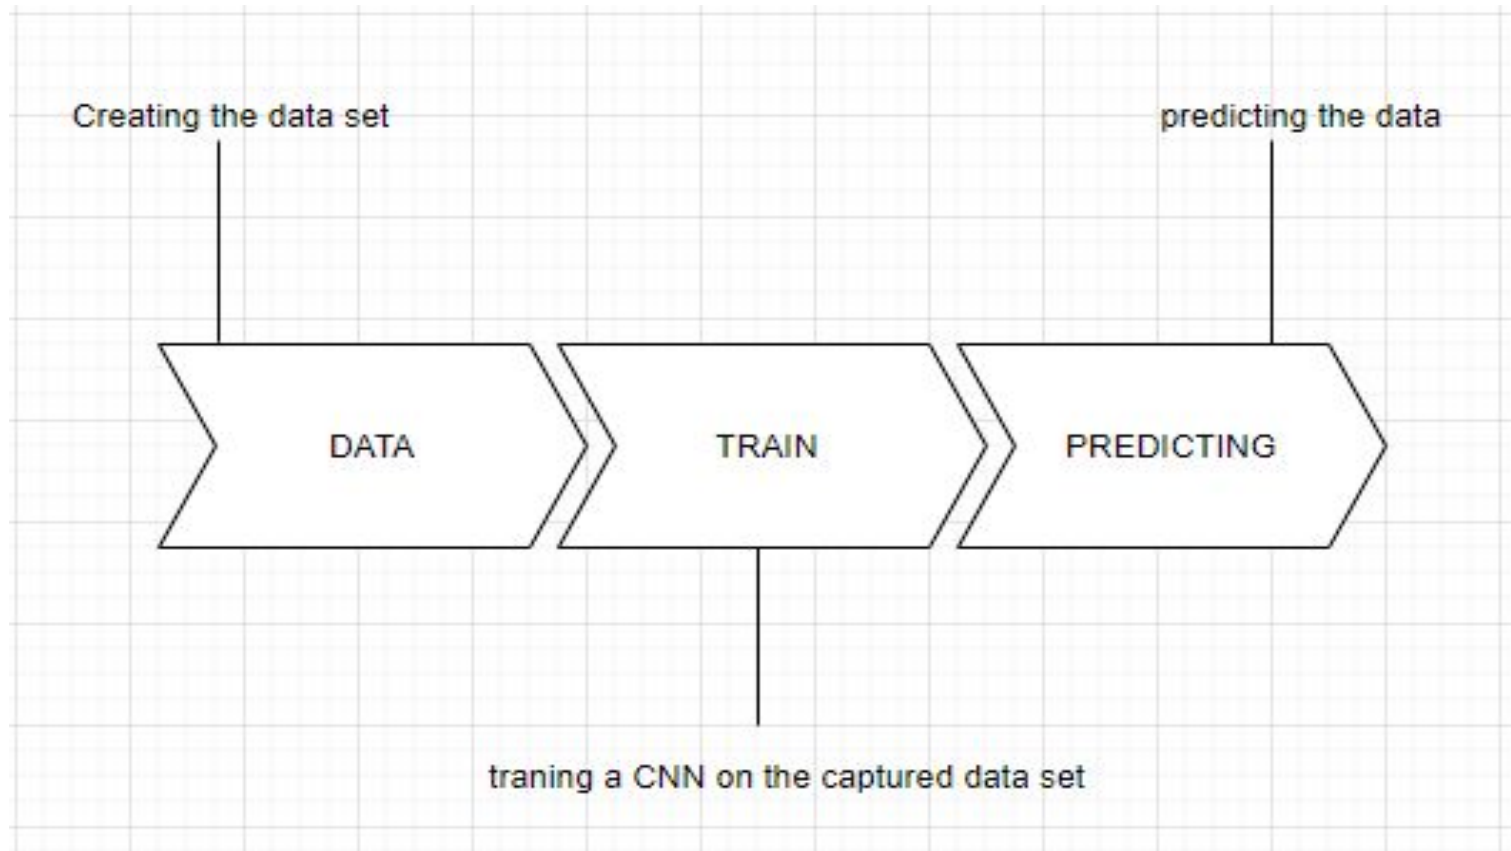 Creating the data set
predicting the data
DATA
TRAIN
PREDICTING
traning a CNN on the captured data set